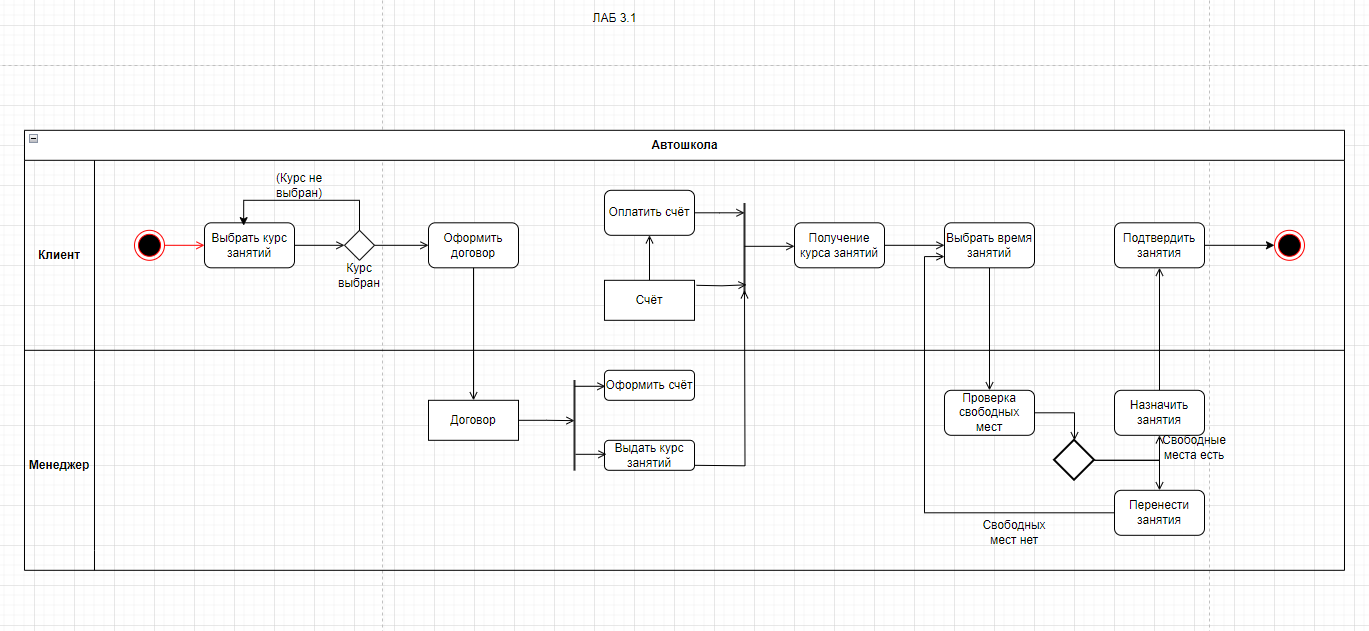 ЛАБ 3.1
Автошкола
Клиент
(Курс не
выбран)
Выбрать курс
занятий
Курс
выбран
Оформить
договор
Оплатить счёт
Счёт
Получение
курса занятий
Выбрать время
занятий
Подтвердить
занятия
Менеджер
Договор
Оформить счёт
Выдать курс
занятий
Проверка
свободных
мест
Назначить
занятия
Свободные
места есть
Перенести
занятия
Свободных
мест нет